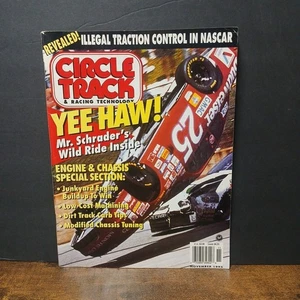 REVEALED! ILLEGAL TRACTION CONTROL IN NASCAR
CIRCLE
TRACK
& RACING TECHNOLOGY
YEE HAW!
Mr. Schrader's
Wild Ride Inside
ENGINE & CHASSIS
SPECIAL SECTION:
• Junkyard Engine
Buildup To Win
• Low-Cost Machining
• Dirt Track Carb Tips
• Modified Chassis Tuning
25